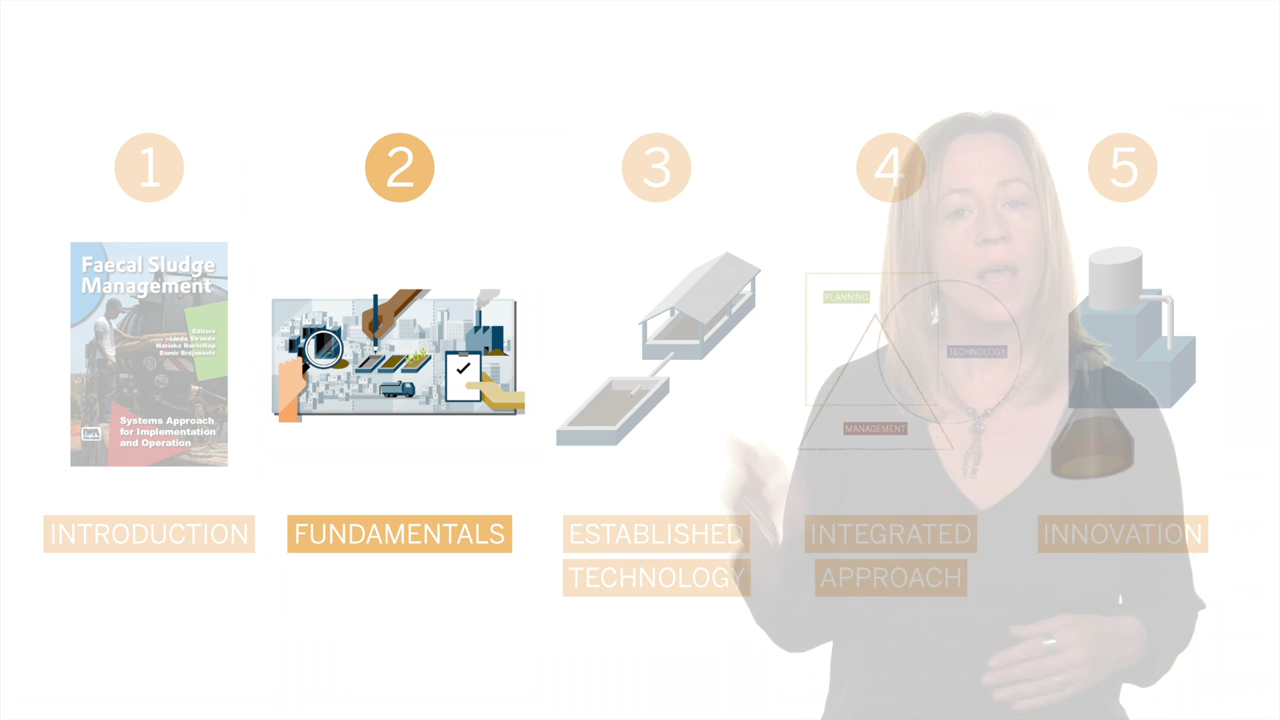 1
2
3
4
5
Faecal Sludge
Management
Editors
Linda Strande
Mariska Ronteltap
Damir Brdjanovic
Systems Approach
for Implementation
and Operation
PLANNING
TECHNOLOGY
MANAGEMENT
INTRODUCTION
FUNDAMENTALS
ESTABLISHED
TECHNOLOGY
INTEGRATED
APPROACH
INNOVATION